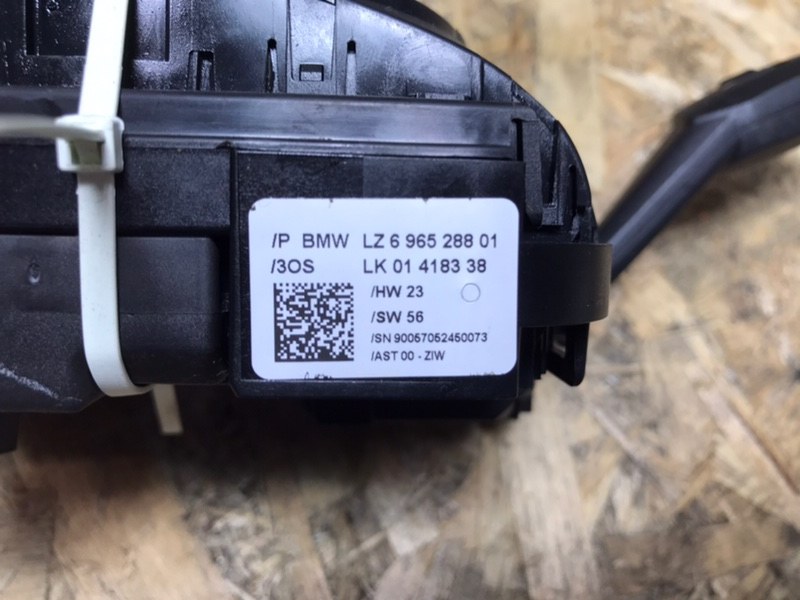 /P BMW LZ 6 965 288 01
/3OS LK 01 4183 38
/HW 23
/SW 56
/SN 90057052450073
/AST 00 - ZIW